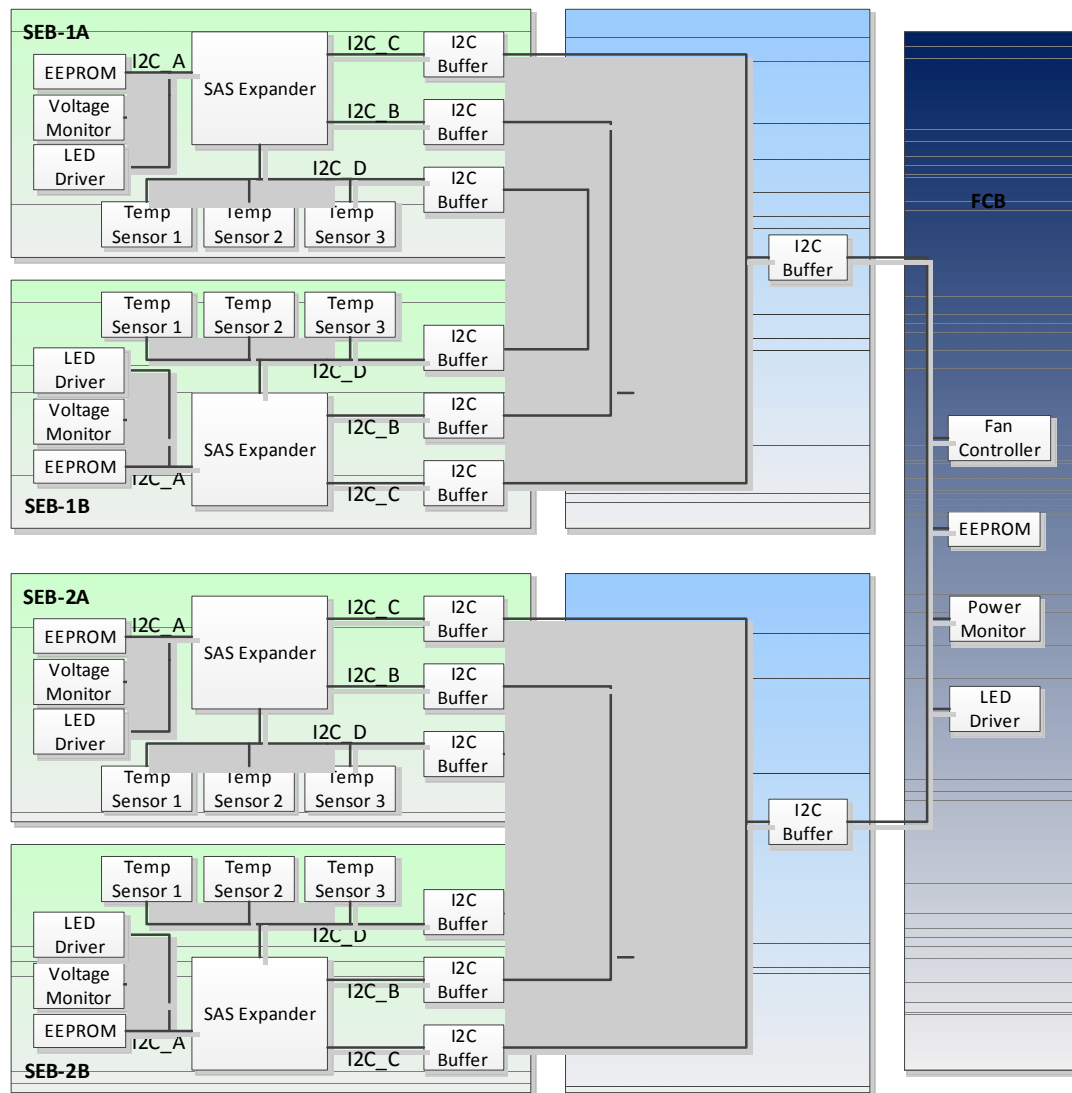 SEB-1A
EEPROM
I2C_A
Voltage
Monitor
LED
Driver
SAS Expander
I2C_C
I2C
Buffer
I2C_B
I2C
Buffer
I2C_D
I2C
Buffer
Temp
Sensor 1
Temp
Sensor 2
Temp
Sensor 3
Temp
Sensor 1
Temp
Sensor 2
Temp
Sensor 3
I2C
Buffer
I2C_D
LED
Driver
Voltage
Monitor
EEPROM
I2C_A
SAS Expander
I2C_B
I2C
Buffer
I2C_C
I2C
Buffer
SEB-1B
I2C
Buffer
SEB-2A
EEPROM
I2C_A
Voltage
Monitor
LED
Driver
SAS Expander
I2C_C
I2C
Buffer
I2C_B
I2C
Buffer
I2C_D
I2C
Buffer
Temp
Sensor 1
Temp
Sensor 2
Temp
Sensor 3
Temp
Sensor 1
Temp
Sensor 2
Temp
Sensor 3
I2C
Buffer
I2C_D
LED
Driver
Voltage
Monitor
EEPROM
I2C_A
SAS Expander
I2C_B
I2C
Buffer
I2C_C
I2C
Buffer
SEB-2B
I2C
Buffer
FCB
Fan
Controller
EEPROM
Power
Monitor
LED
Driver